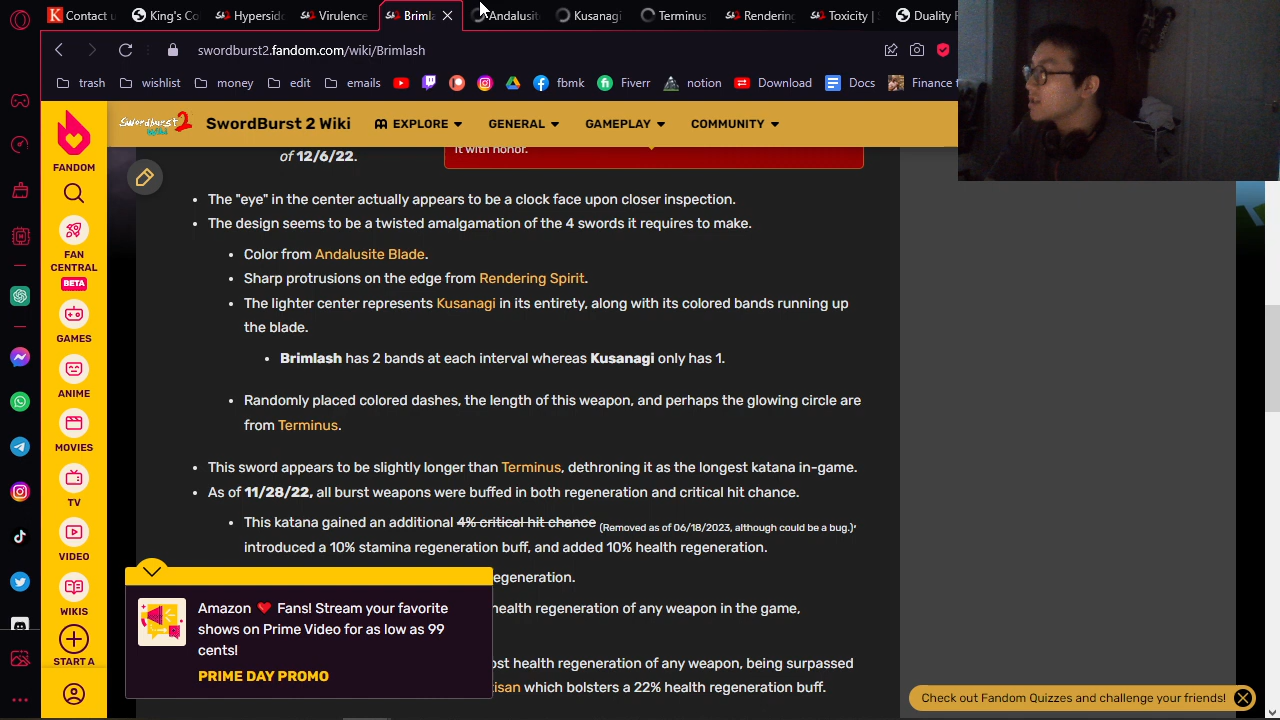 Contact u
King's Co
Hyperside
Virulence
Brimla
Andalusit
Kusanagi
Terminus
Rendering
Toxicity |
Duality
swordburst2.fandom.com/wiki/Brimlash
trash
wishlist
money
edit
emails
fbmk
Fiverr
notion
Download
Docs
Finance
SwordBurst 2 Wiki
EXPLORE
GENERAL
GAMEPLAY
COMMUNITY
FANDOM
FAN CENTRAL
BETA
GAMES
ANIME
MOVIES
TV
VIDEO
WIKIS
START A
of 12/6/22.
it with honor.
The "eye" in the center actually appears to be a clock face upon closer inspection.
The design seems to be a twisted amalgamation of the 4 swords it requires to make.
Color from Andalusite Blade.
Sharp protrusions on the edge from Rendering Spirit.
The lighter center represents Kusanagi in its entirety, along with its colored bands running up
the blade.
Brimlash has 2 bands at each interval whereas Kusanagi only has 1.
Randomly placed colored dashes, the length of this weapon, and perhaps the glowing circle are
from Terminus.
This sword appears to be slightly longer than Terminus, dethroning it as the longest katana in-game.
As of 11/28/22, all burst weapons were buffed in both regeneration and critical hit chance.
This katana gained an additional 4% critical hit chance (Removed as of 06/18/2023, although could be a bug.),
introduced a 10% stamina regeneration buff, and added 10% health regeneration.
egeneration.
health regeneration of any weapon in the game,
ost health regeneration of any weapon, being surpassed
tisan which bolsters a 22% health regeneration buff.
Amazon ❤ Fans! Stream your favorite
shows on Prime Video for as low as 99
cents!
PRIME DAY PROMO
Check out Fandom Quizzes and challenge your friends!